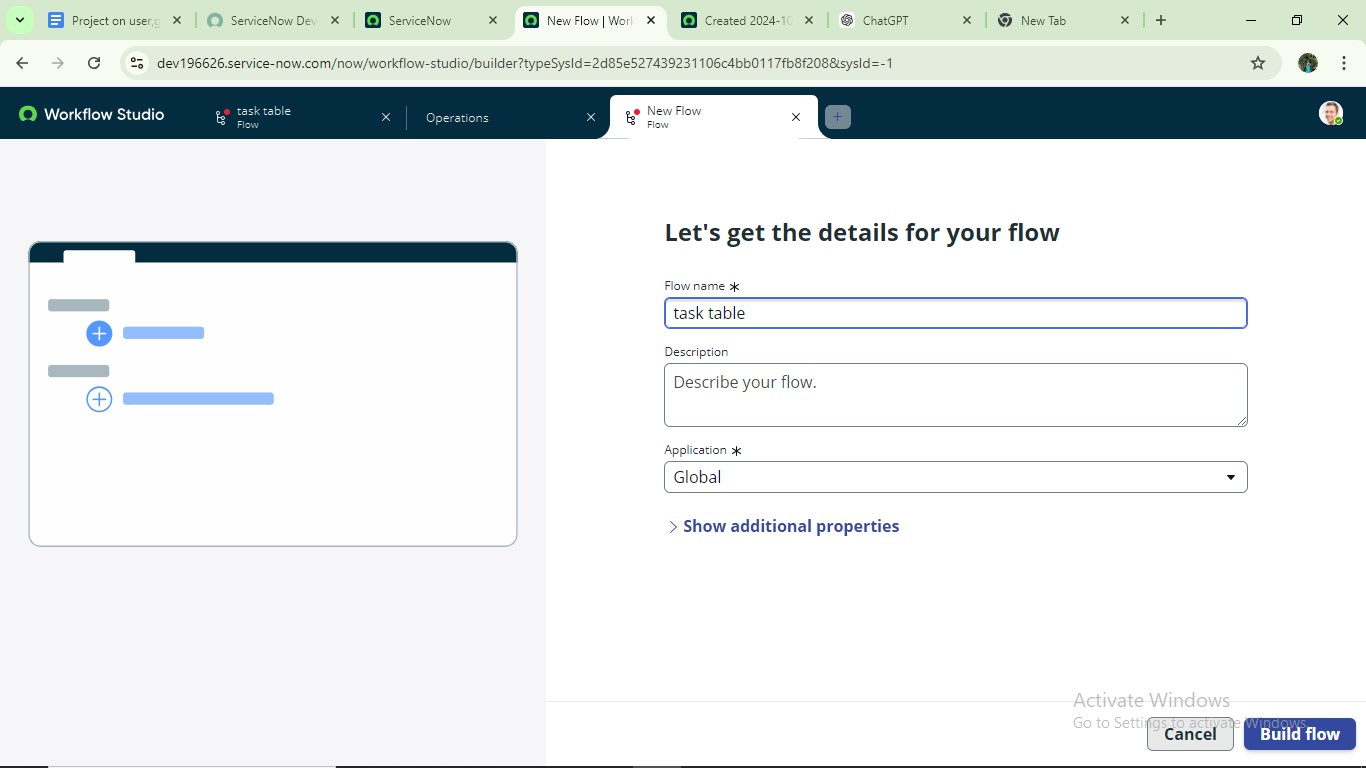 Project on user,g
ServiceNow Dev
ServiceNow
New Flow | Work
Created 2024-10
ChatGPT
New Tab
dev196626.service-now.com/now/workflow-studio/builder?typeSysId=2d85e527439231106c4bb0117fb8f208&sysId=-1
Workflow Studio
task table
Flow
Operations
New Flow
Flow
Let's get the details for your flow
Flow name *
task table
Description
Describe your flow.
Application *
Global
Show additional properties
Activate Windows
Go to Settings to activate Windows.
Cancel
Build flow